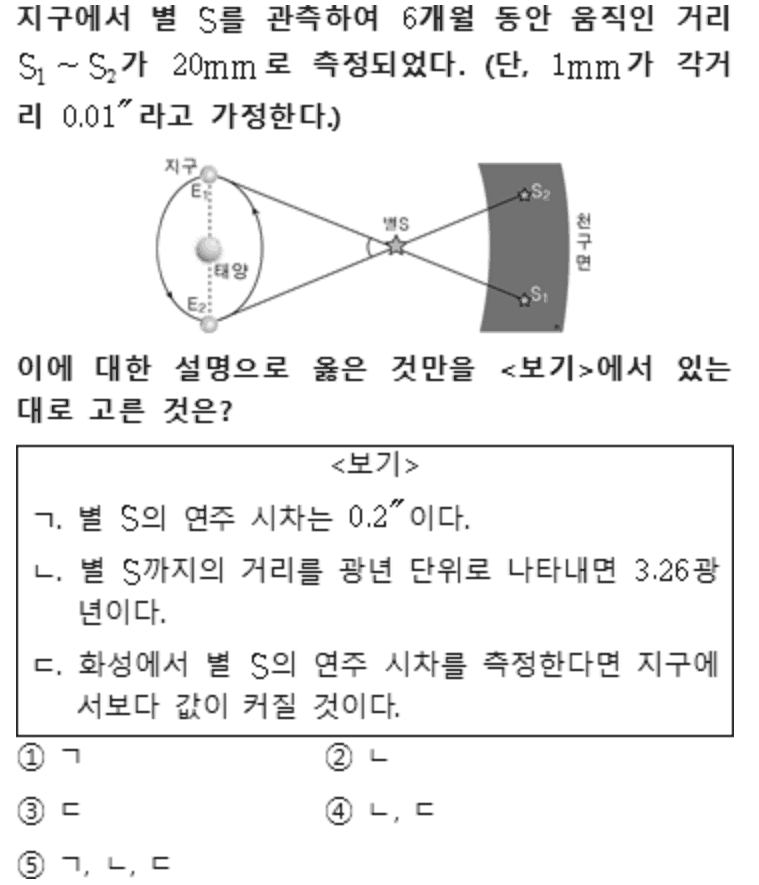 지구에서 별 S를 관측하여 6개월 동안 움직인 거리
S₁ ~ S₂가 20mm로 측정되었다. (단, 1mm가 각거
리 0.01″라고 가정한다.)
지구
E₁
태양
E₂
별S
S₂
S₁
천구면
이에 대한 설명으로 옳은 것만을 <보기>에서 있는
대로 고른 것은?
<보기>
ㄱ. 별 S의 연주 시차는 0.2″이다.
ㄴ. 별 S까지의 거리를 광년 단위로 나타내면 3.26광
년이다.
ㄷ. 화성에서 별 S의 연주 시차를 측정한다면 지구에
서보다 값이 커질 것이다.
① ㄱ ② ㄴ
③ ㄷ ④ ㄴ, ㄷ
⑤ ㄱ, ㄴ, ㄷ